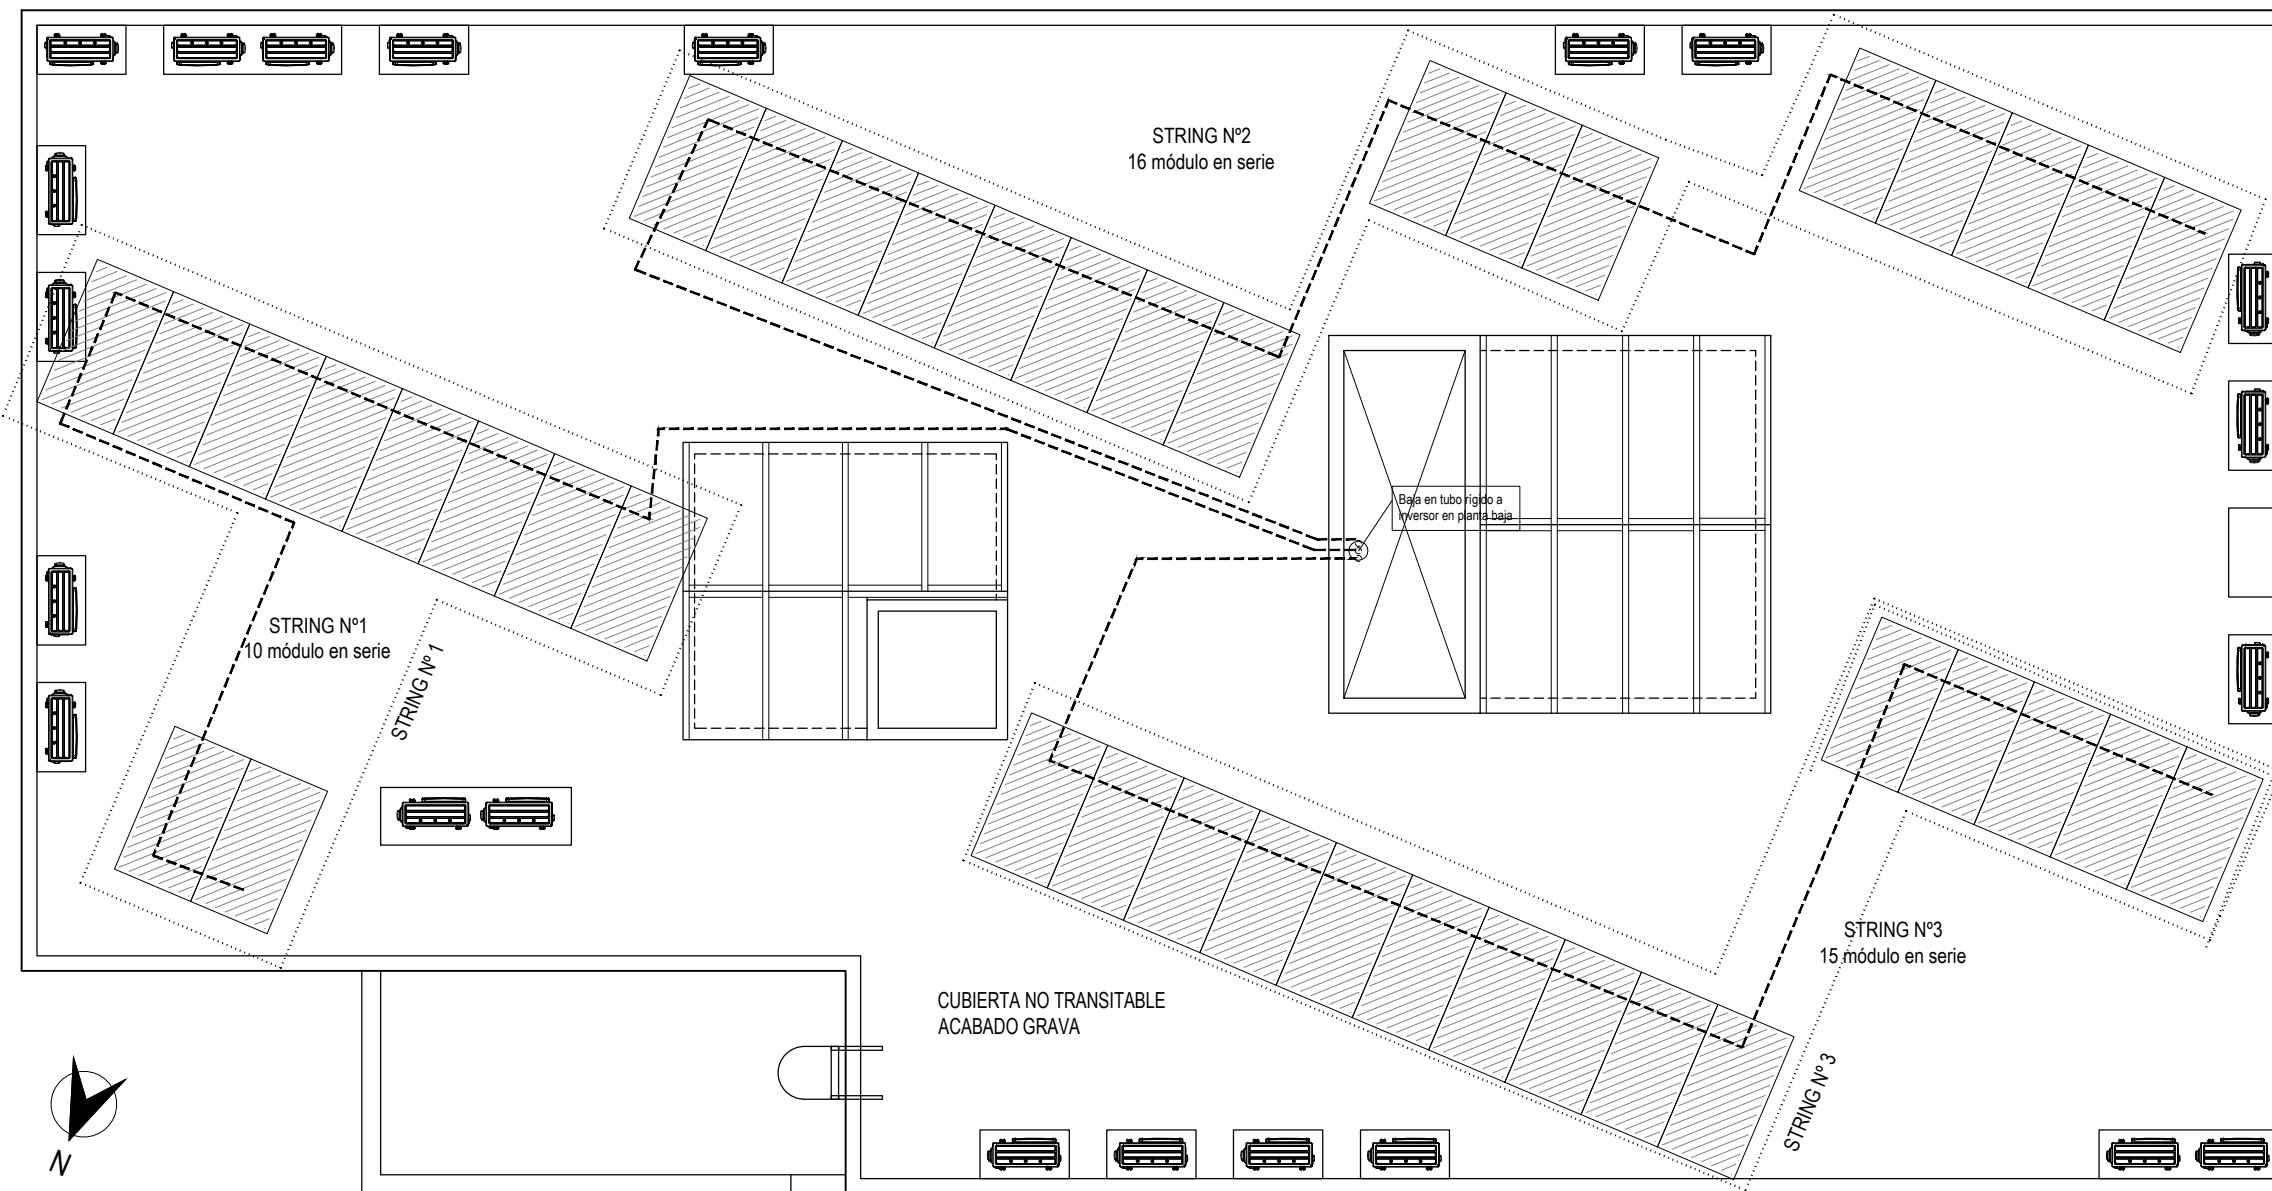 STRING Nº2
16 módulo en serie
Baja en tubo rígido a
inversor en planta baja
STRING Nº1
10 módulo en serie
STRING Nº 1
STRING Nº3
15 módulo en serie
CUBIERTA NO TRANSITABLE
ACABADO GRAVA
STRING Nº 3
N